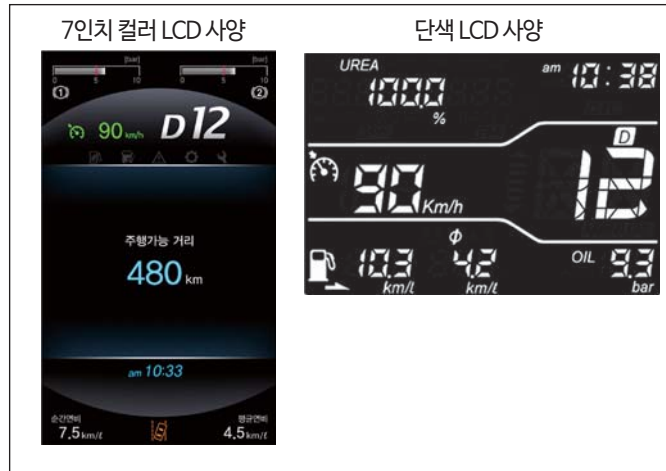 7인치 컬러 LCD 사양
[bar]
[bar]
0 5 10
0 5 10
(1)
(2)
90 km/h
D12
주행가능 거리
480 km
am 10:33
순간연비
7.5 km/ℓ
평균연비
4.5 km/ℓ
단색 LCD 사양
UREA
100.0
%
am 10:38
D
12
90 Km/h
10.3
km/ℓ
Φ
4.2
km/ℓ
OIL 9.3
bar